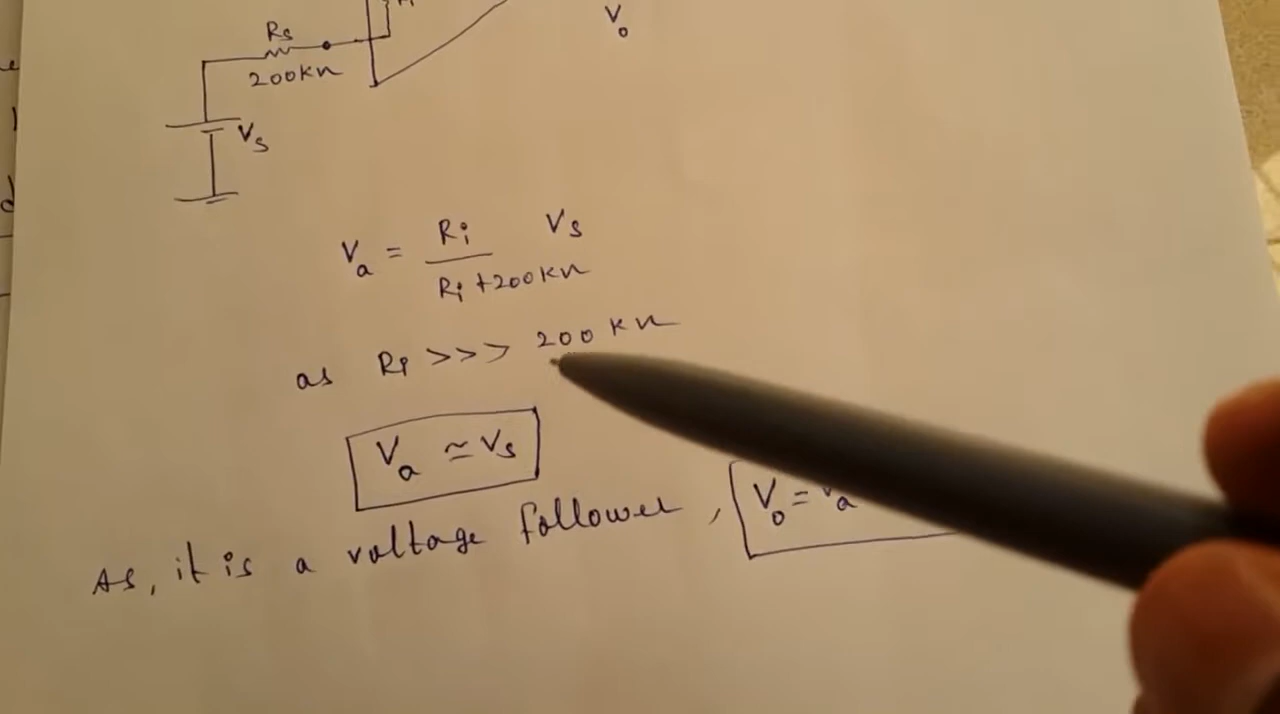 Rs
Vo
200kΩ
Vs
Va = Ri / Ri + 200kΩ Vs
as Ri >>> 200 kΩ
Va ≃ Vs
As, it is a voltage follower, Vo = Va